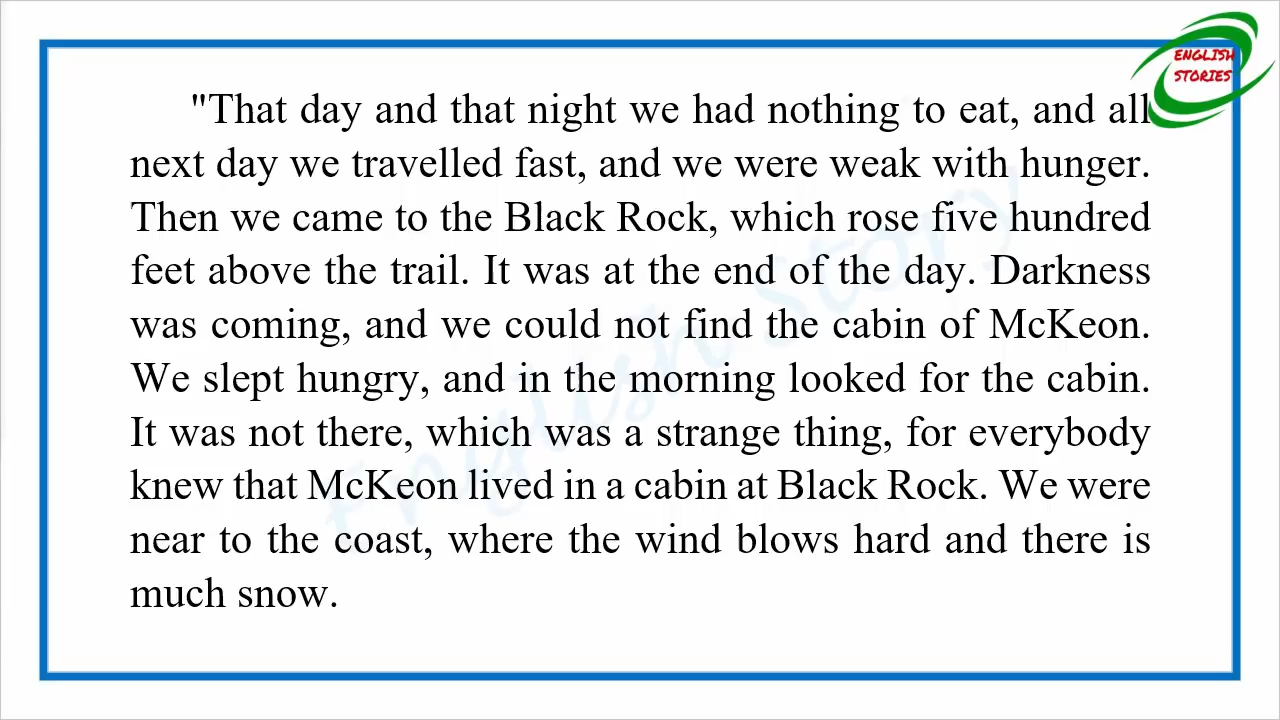 ENGLISH
STORIES
"That day and that night we had nothing to eat, and all
next day we travelled fast, and we were weak with hunger.
Then we came to the Black Rock, which rose five hundred
feet above the trail. It was at the end of the day. Darkness
was coming, and we could not find the cabin of McKeon.
We slept hungry, and in the morning looked for the cabin.
It was not there, which was a strange thing, for everybody
knew that McKeon lived in a cabin at Black Rock. We were
near to the coast, where the wind blows hard and there is
much snow.
English Story